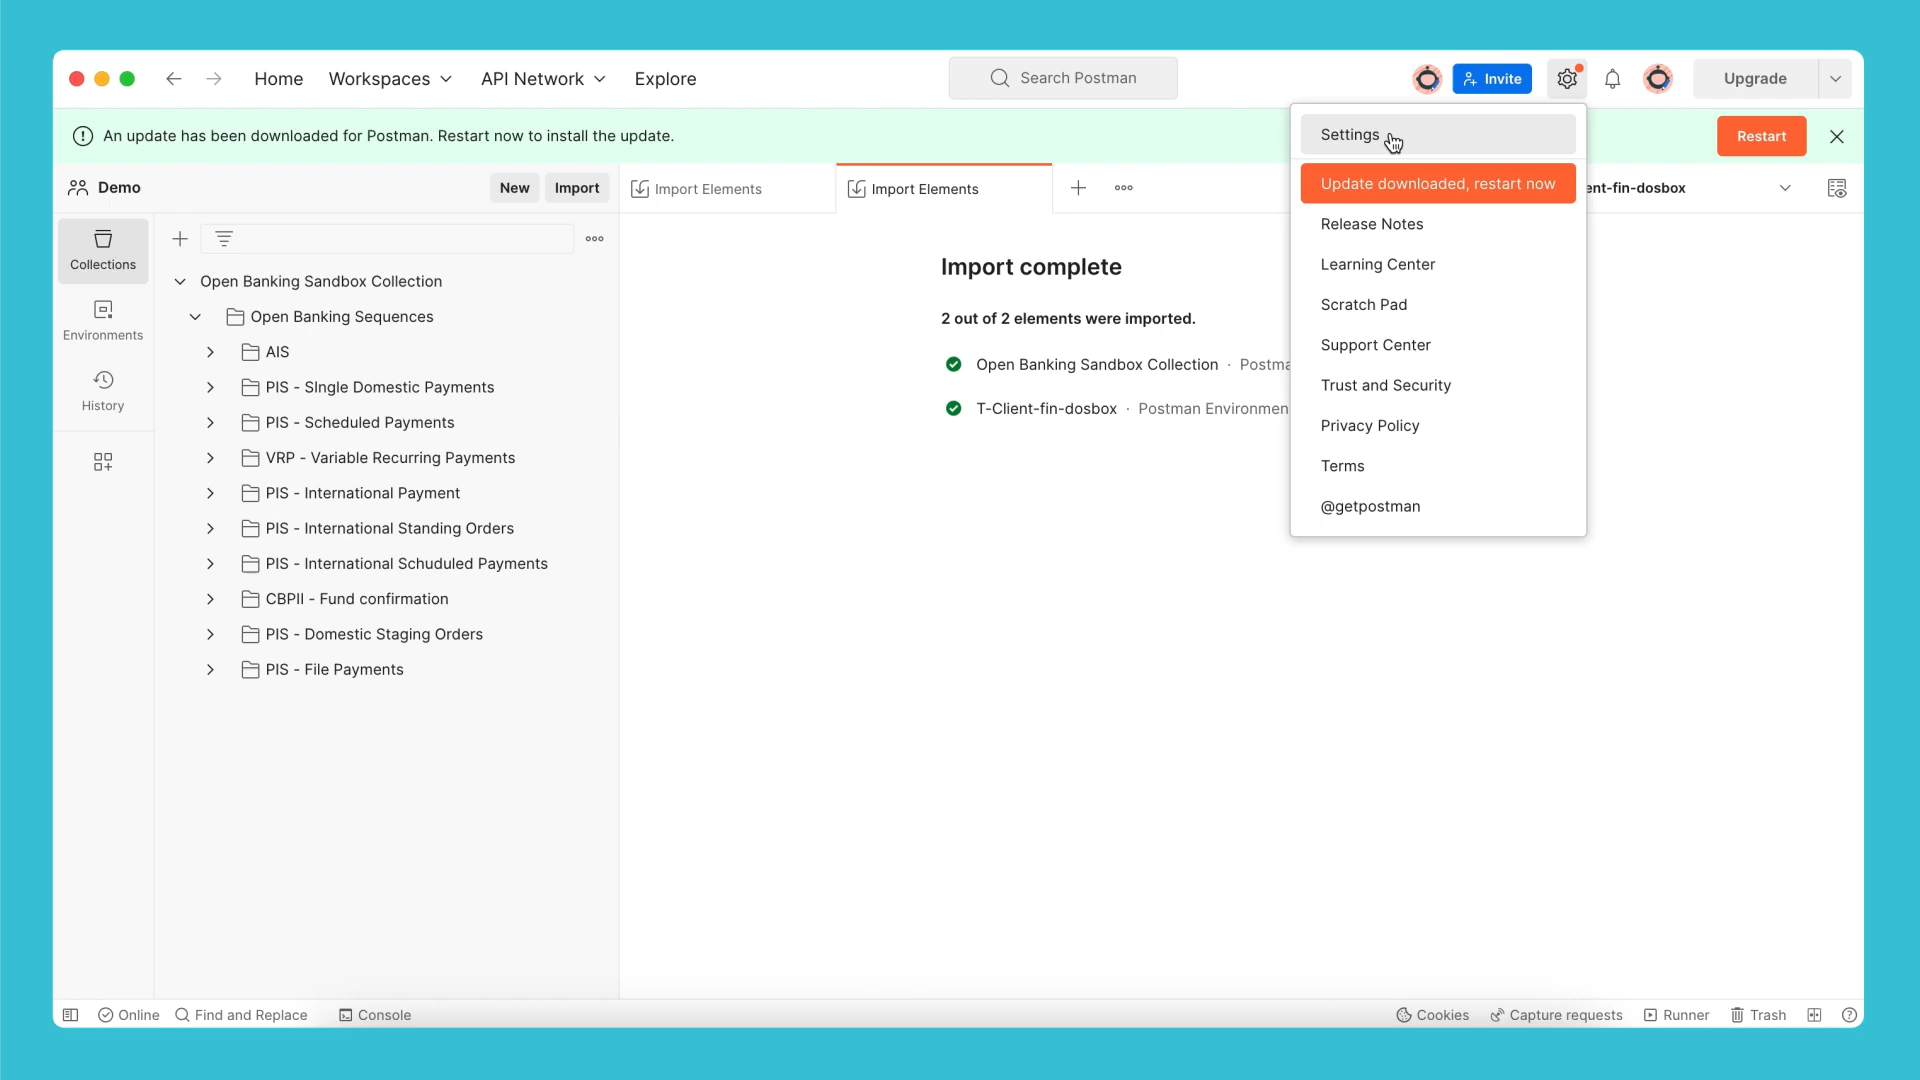 Home Workspaces API Network Explore Search Postman Invite Upgrade
An update has been downloaded for Postman. Restart now to install the update. Restart
Demo New Import Import Elements Import Elements ent-fin-dosbox
Settings
Update downloaded, restart now
Release Notes
Learning Center
Scratch Pad
Support Center
Trust and Security
Privacy Policy
Terms
@getpostman
Collections
Environments
History
Open Banking Sandbox Collection
Open Banking Sequences
AIS
PIS - SIngle Domestic Payments
PIS - Scheduled Payments
VRP - Variable Recurring Payments
PIS - International Payment
PIS - International Standing Orders
PIS - International Schuduled Payments
CBPII - Fund confirmation
PIS - Domestic Staging Orders
PIS - File Payments
Import complete
2 out of 2 elements were imported.
Open Banking Sandbox Collection · Postma
T-Client-fin-dosbox · Postman Environmen
Online Find and Replace Console Cookies Capture requests Runner Trash